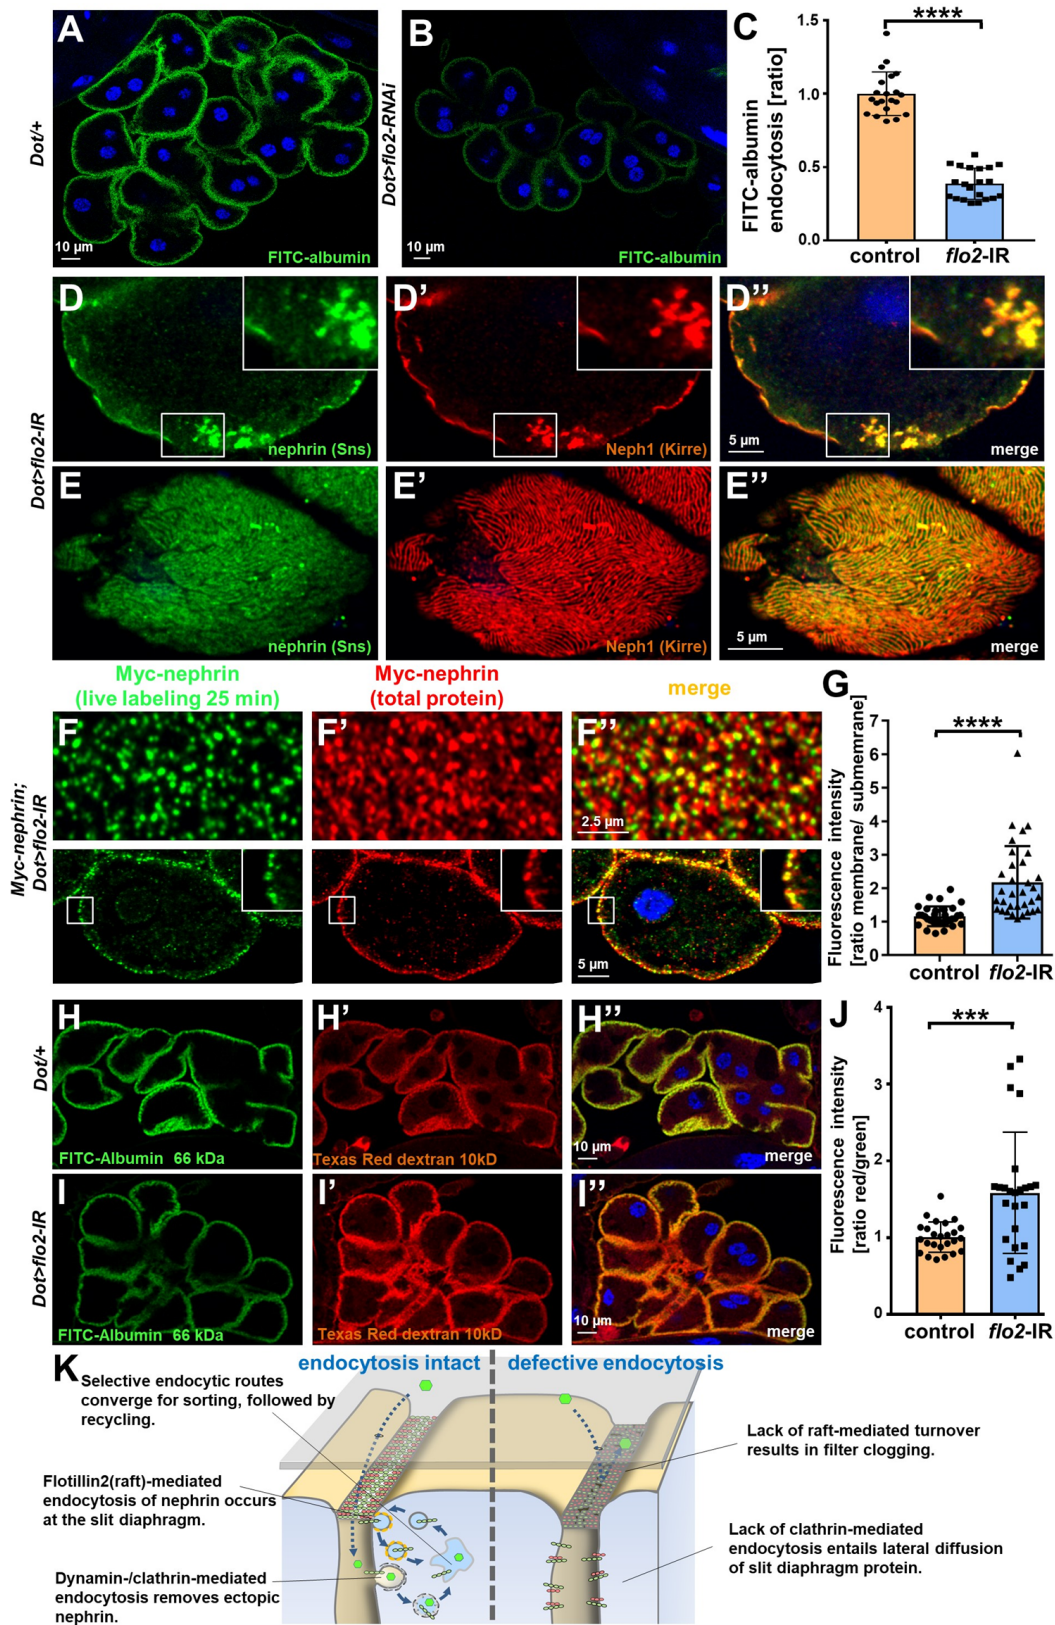 A
Dot/+
10 µm
FITC-albumin
B
Dot>flo2-RNAi
10 µm
FITC-albumin
C
FITC-albumin
endocytosis [ratio]
1.5
1.0
0.5
0.0
****
control
flo2-IR
D
nephrin (Sns)
D'
Neph1 (Kirre)
D''
5 µm
merge
Dot>flo2-IR
E
nephrin (Sns)
E'
Neph1 (Kirre)
E''
5 µm
merge
Myc-nephrin
(live labeling 25 min)
Myc-nephrin
(total protein)
merge
Myc-nephrin;
Dot>flo2-IR
F
F'
F''
2.5 µm
5 µm
G
Fluorescence intensity
[ratio membrane/ submemrane]
7
6
5
4
3
2
1
0
****
control
flo2-IR
H
Dot/+
FITC-Albumin 66 kDa
H'
Texas Red dextran 10kD
H''
10 µm
merge
I
Dot>flo2-IR
FITC-Albumin 66 kDa
I'
Texas Red dextran 10kD
I''
10 µm
merge
J
Fluorescence intensity
[ratio red/green]
4
3
2
1
0
***
control
flo2-IR
K
endocytosis intact
defective endocytosis
Selective endocytic routes
converge for sorting, followed by
recycling.
Flotillin2(raft)-mediated
endocytosis of nephrin occurs
at the slit diaphragm.
Dynamin-/clathrin-mediated
endocytosis removes ectopic
nephrin.
Lack of raft-mediated turnover
results in filter clogging.
Lack of clathrin-mediated
endocytosis entails lateral diffusion
of slit diaphragm protein.